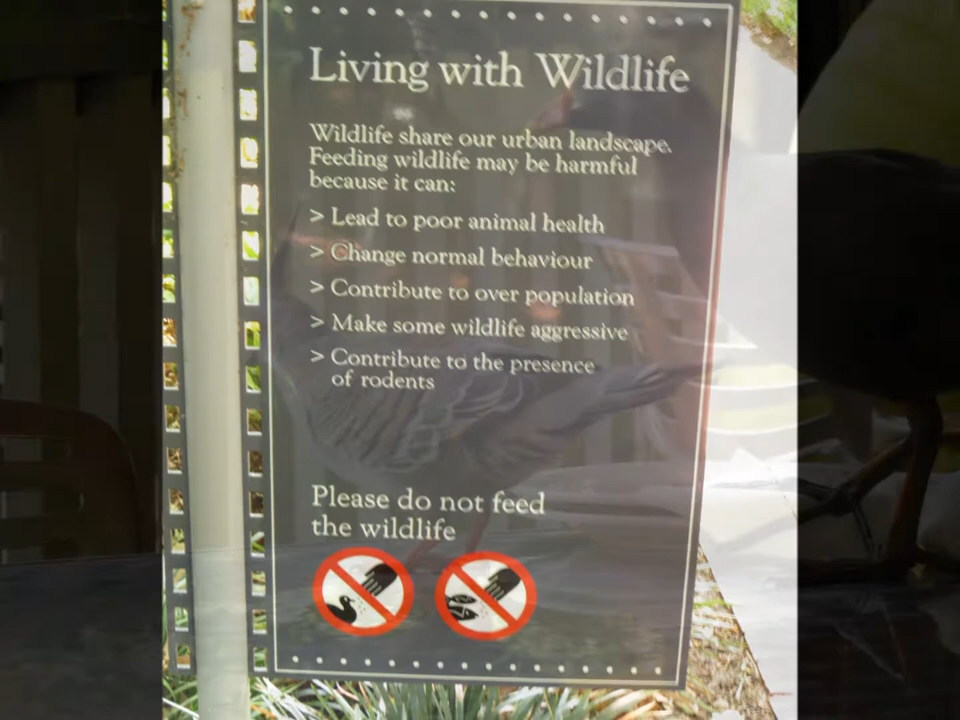 Living with Wildlife
Wildlife share our urban landscape.
Feeding wildlife may be harmful
because it can:
> Lead to poor animal health
> Change normal behaviour
> Contribute to over population
> Make some wildlife aggressive
> Contribute to the presence
of rodents
Please do not feed
the wildlife